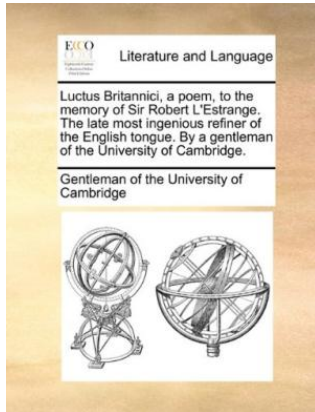 ECCO
Literature and Language
Luctus Britannici, a poem, to the
memory of Sir Robert L'Estrange.
The late most ingenious refiner of
the English tongue. By a gentleman
of the University of Cambridge.
Gentleman of the University of
Cambridge